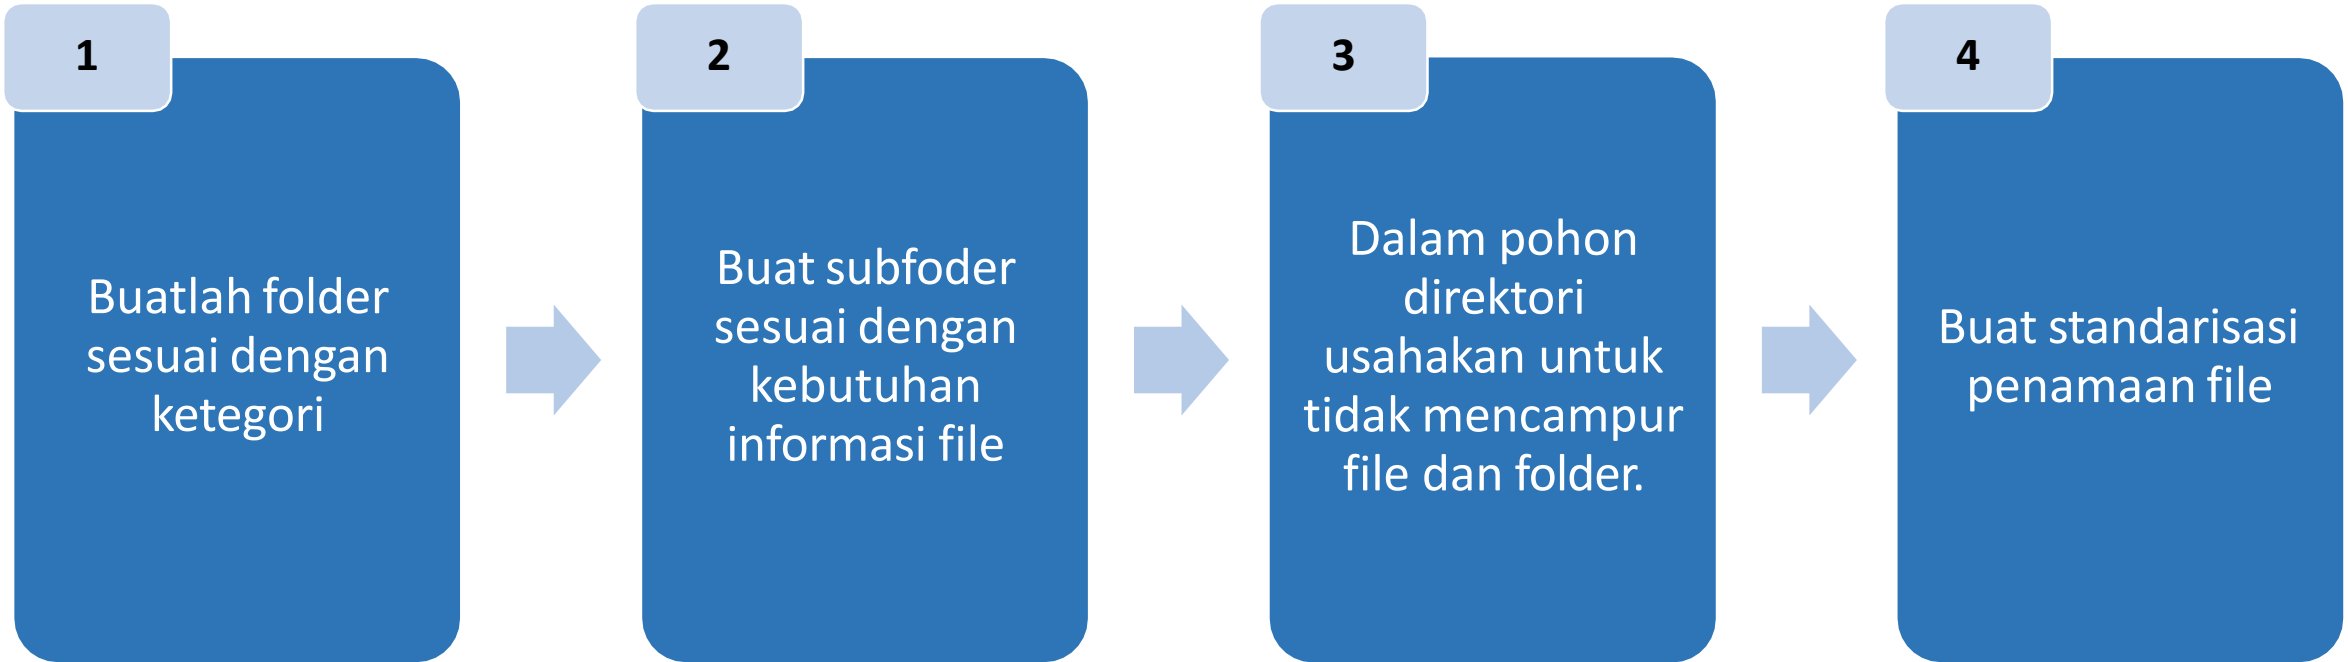 1
Buatlah folder
sesuai dengan
ketegori
2
Buat subfoder
sesuai dengan
kebutuhan
informasi file
3
Dalam pohon
direktori
usahakan untuk
tidak mencampur
file dan folder.
4
Buat standarisasi
penamaan file